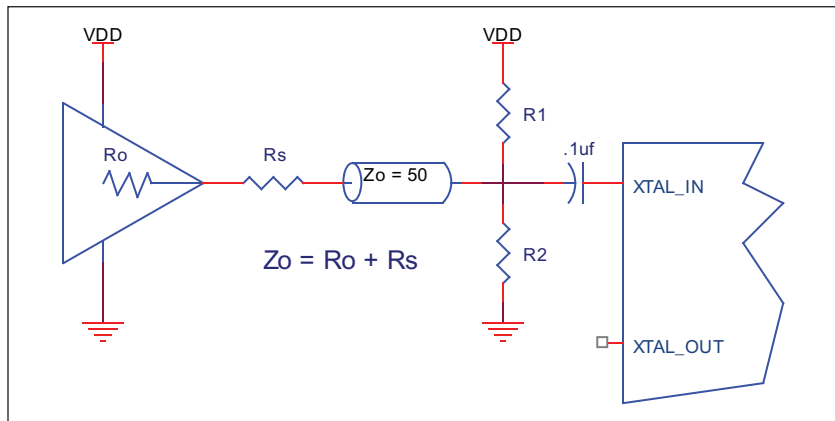 VDD
VDD
R1
.1uf
Ro
Rs
Zo = 50
XTAL_IN
R2
Zo = Ro + Rs
XTAL_OUT